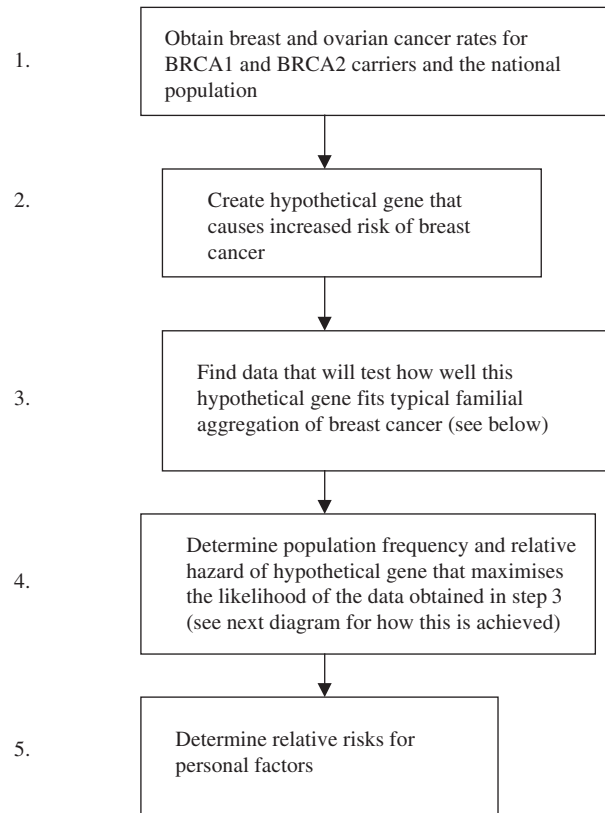 1.
Obtain breast and ovarian cancer rates for
BRCA1 and BRCA2 carriers and the national
population
2.
Create hypothetical gene that
causes increased risk of breast
cancer
3.
Find data that will test how well this
hypothetical gene fits typical familial
aggregation of breast cancer (see below)
4.
Determine population frequency and relative
hazard of hypothetical gene that maximises
the likelihood of the data obtained in step 3
(see next diagram for how this is achieved)
5.
Determine relative risks for
personal factors